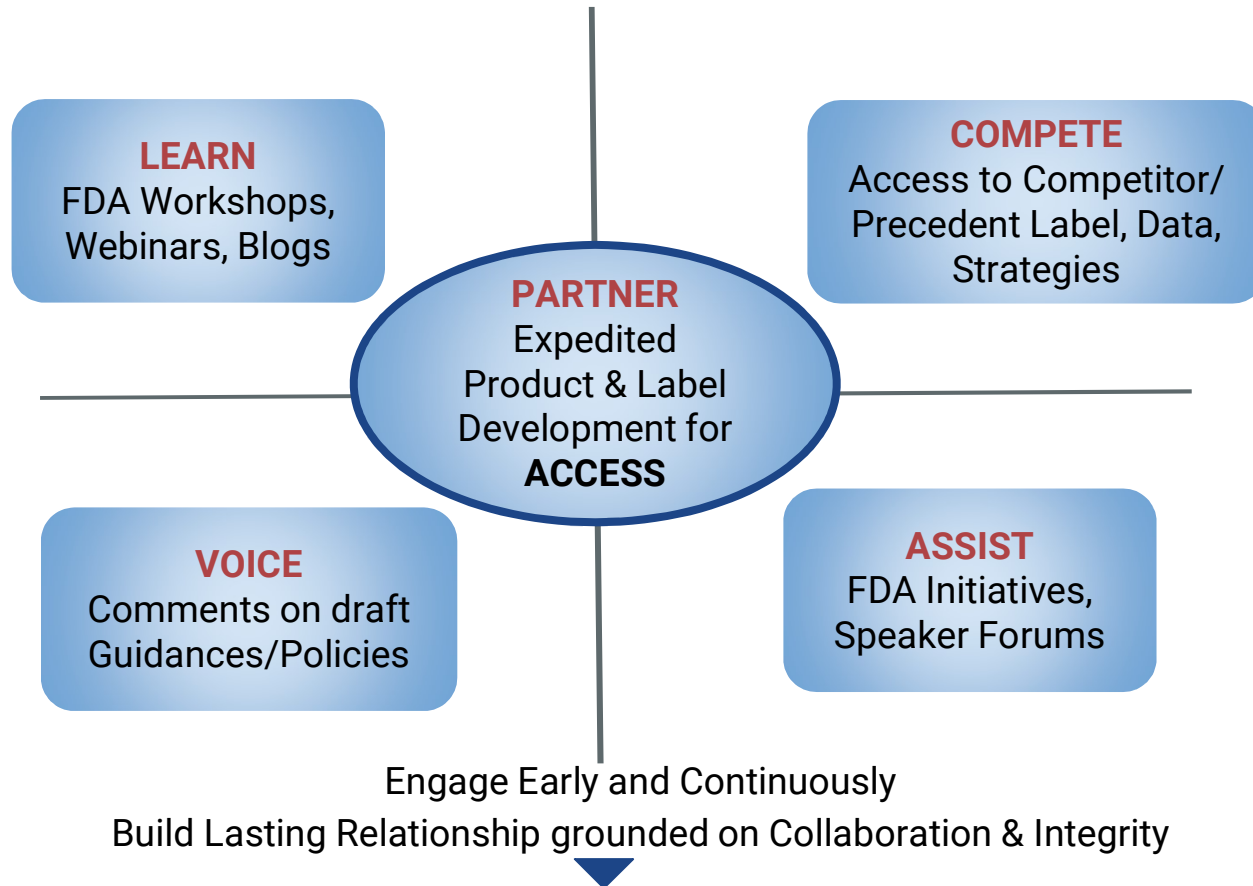 LEARN
FDA Workshops,
Webinars, Blogs
COMPETE
Access to Competitor/
Precedent Label, Data,
Strategies
PARTNER
Expedited
Product & Label
Development for
ACCESS
VOICE
Comments on draft
Guidances/Policies
ASSIST
FDA Initiatives,
Speaker Forums
Engage Early and Continuously
Build Lasting Relationship grounded on Collaboration & Integrity